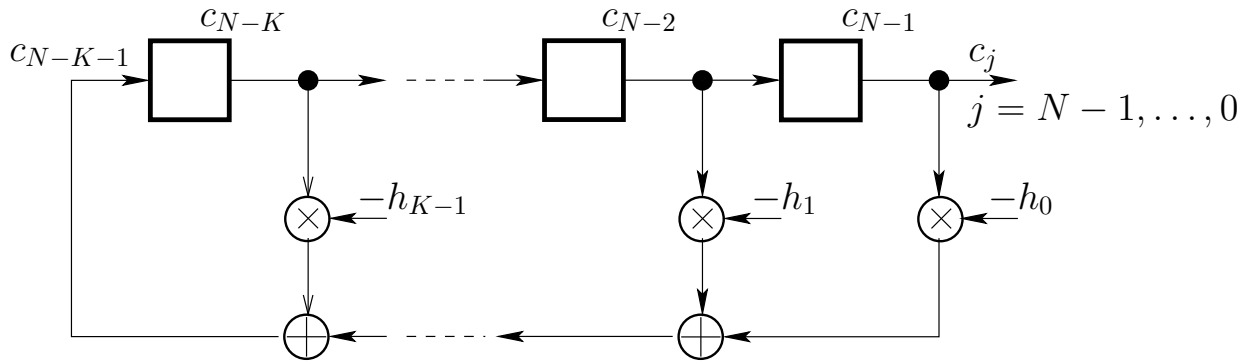 c_{N-K}
c_{N-2}
c_{N-1}
c_{N-K-1}
c_j
j = N − 1, . . . , 0
−h_{K−1}
−h_1
−h_0